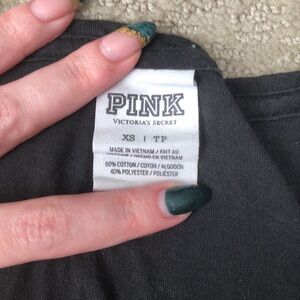 PINK
VICTORIA'S SECRET
XS | TP
MADE IN VIETNAM / FAIT AU
VIETNAM / HECHO EN VIETNAM
60% COTTON / COTON / ALGODÓN
40% POLYESTER / POLIÉSTER